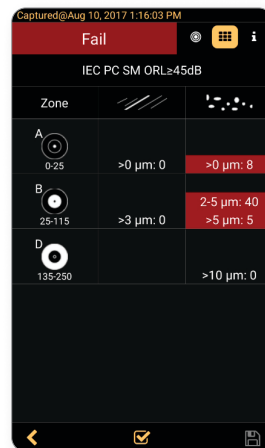 Captured@Aug 10, 2017 1:16:03 PM
Fail
i
IEC PC SM ORL≥45dB
Zone
A
0-25
>0 µm: 0
>0 µm: 8
B
25-115
>3 µm: 0
2-5 µm: 40
>5 µm: 5
D
135-250
>10 µm: 0